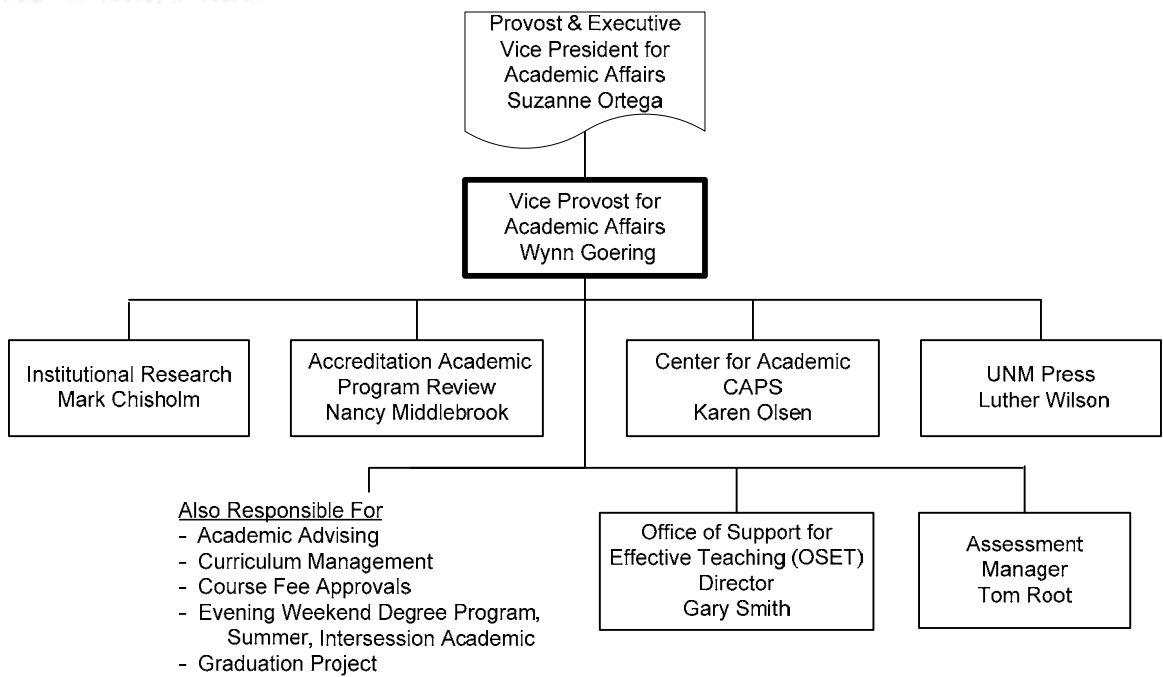 Provost & Executive
Vice President for
Academic Affairs
Suzanne Ortega
Vice Provost for
Academic Affairs
Wynn Goering
Institutional Research
Mark Chisholm
Accreditation Academic
Program Review
Nancy Middlebrook
Center for Academic
CAPS
Karen Olsen
UNM Press
Luther Wilson
Also Responsible For
- Academic Advising
- Curriculum Management
- Course Fee Approvals
- Evening Weekend Degree Program,
Summer, Intersession Academic
- Graduation Project
Office of Support for
Effective Teaching (OSET)
Director
Gary Smith
Assessment
Manager
Tom Root